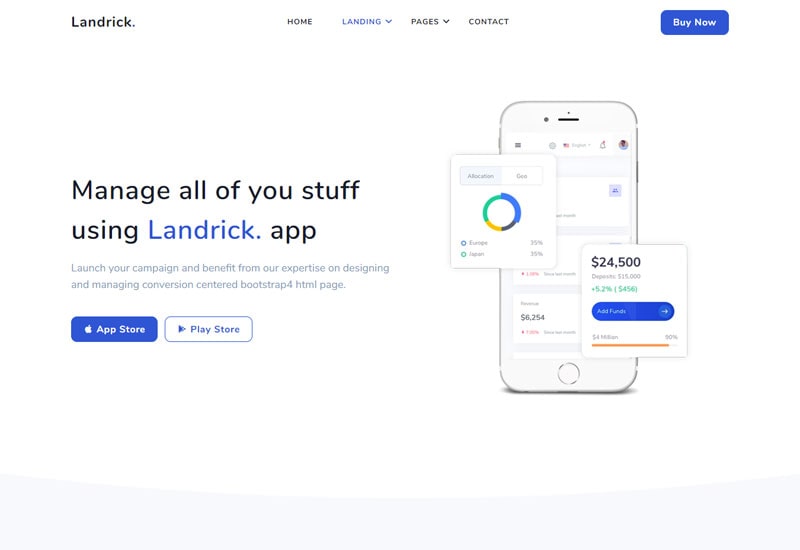 Landrick.
HOME
LANDING
PAGES
CONTACT
Buy Now
Manage all of you stuff
using Landrick. app
Launch your campaign and benefit from our expertise on designing
and managing conversion centered bootstrap4 html page.
App Store
Play Store
English
Allocation
Geo
Europe 35%
Japan 35%
last month
Since last month
Revenue
$6,254
7.00% Since last month
$24,500
Deposits: $15,000
+5.2% ( $456)
Add Funds
$4 Million 90%